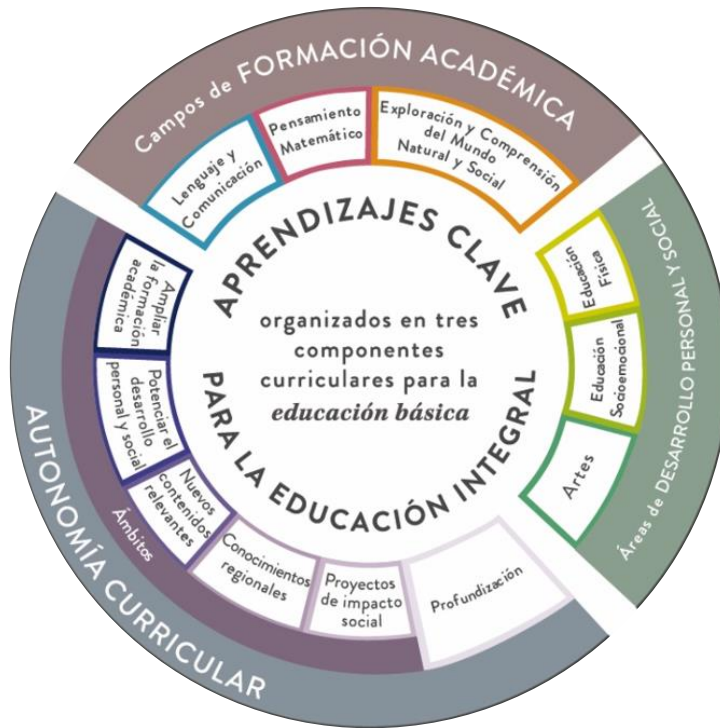 Campos de FORMACIÓN ACADÉMICA
Lenguaje y
Comunicación
Pensamiento
Matemático
Exploración y Comprensión
del Mundo
Natural y Social
Áreas de DESARROLLO PERSONAL Y SOCIAL
Educación
Física
Educación
Socioemocional
Artes
APRENDIZAJES CLAVE
organizados en tres
componentes
curriculares para la
educación básica
PARA LA EDUCACIÓN INTEGRAL
AUTONOMÍA CURRICULAR
Ámbitos
Ampliar
la formación
académica
Potenciar el
desarrollo
personal y social
Nuevos
contenidos
relevantes
Conocimientos
regionales
Proyectos
de impacto
social
Profundización